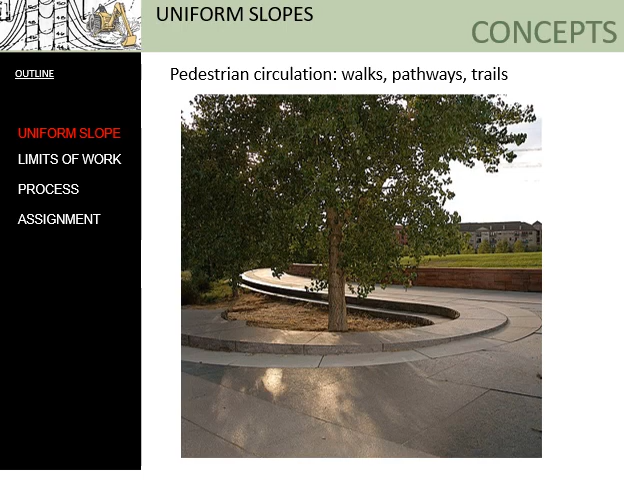 UNIFORM SLOPES
CONCEPTS
OUTLINE
Pedestrian circulation: walks, pathways, trails
UNIFORM SLOPE
LIMITS OF WORK
PROCESS
ASSIGNMENT